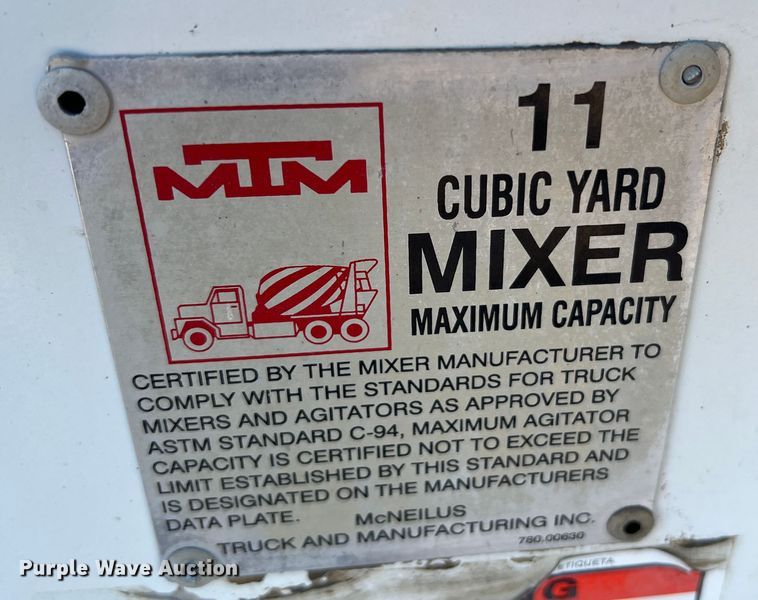 MTM
11
CUBIC YARD
MIXER
MAXIMUM CAPACITY
CERTIFIED BY THE MIXER MANUFACTURER TO
COMPLY WITH THE STANDARDS FOR TRUCK
MIXERS AND AGITATORS AS APPROVED BY
ASTM STANDARD C-94, MAXIMUM AGITATOR
CAPACITY IS CERTIFIED NOT TO EXCEED THE
LIMIT ESTABLISHED BY THIS STANDARD AND
IS DESIGNATED ON THE MANUFACTURERS
DATA PLATE. McNEILUS
TRUCK AND MANUFACTURING INC.
780.00630
ETIQUETA
G
Purple Wave Auction